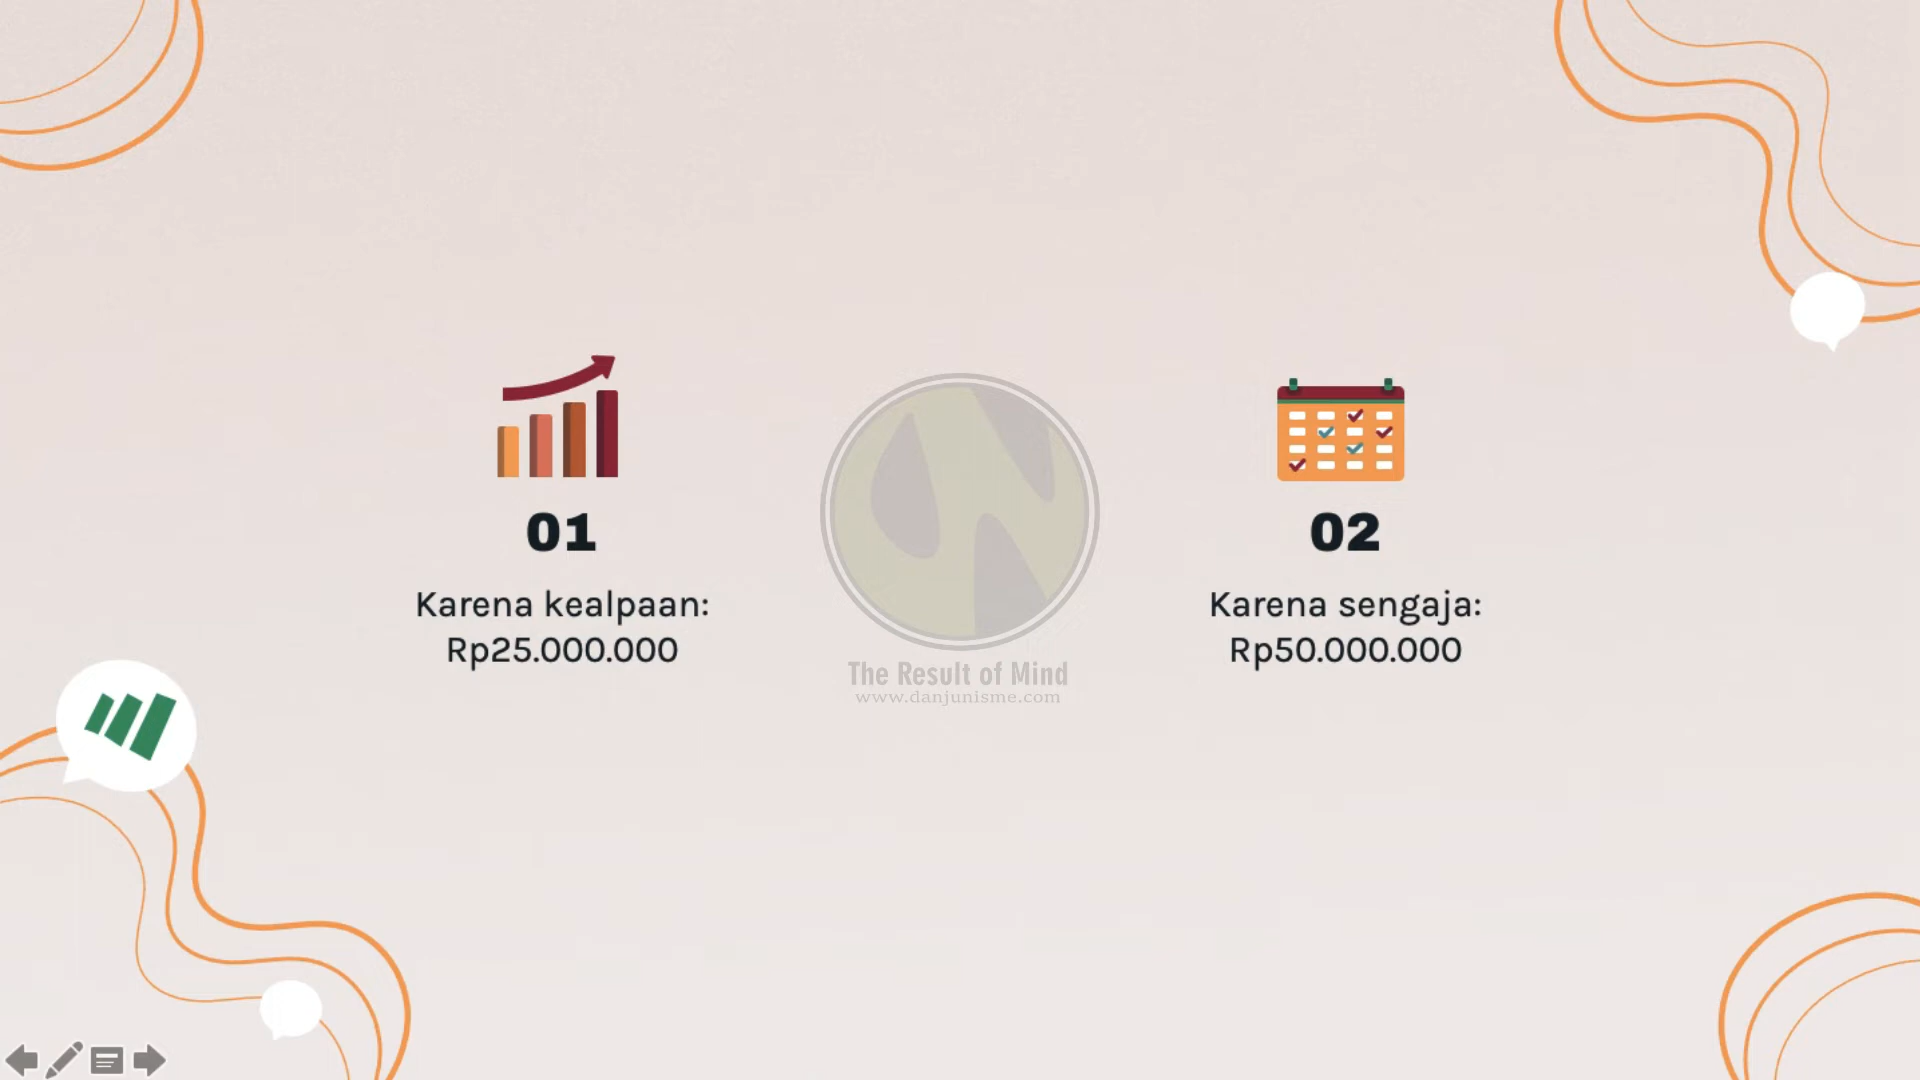 01
Karena kealpaan:
Rp25.000.000
The Result of Mind
www.danjunisme.com
02
Karena sengaja:
Rp50.000.000